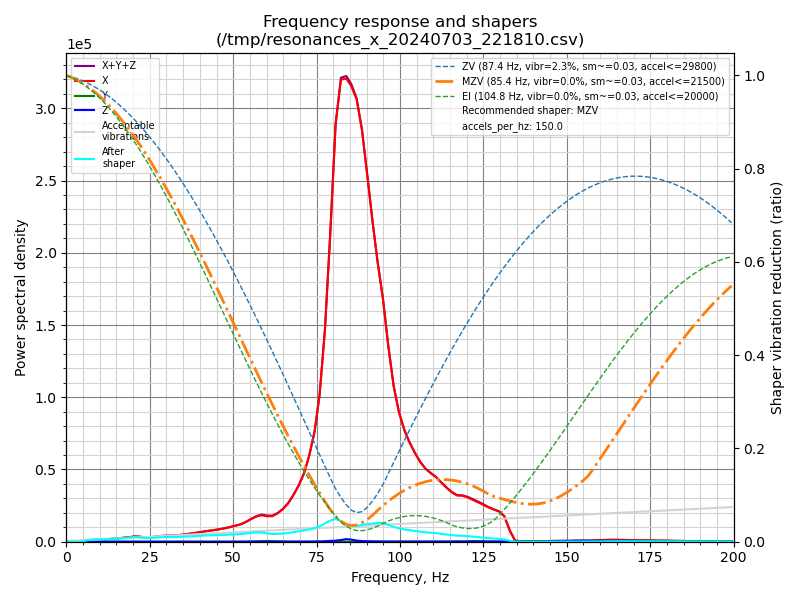 Frequency response and shapers
(/tmp/resonances_x_20240703_221810.csv)
1e5
X+Y+Z
X
Y
Z
Acceptable
vibrations
After
shaper
ZV (87.4 Hz, vibr=2.3%, sm~=0.03, accel<=29800)
MZV (85.4 Hz, vibr=0.0%, sm~=0.03, accel<=21500)
EI (104.8 Hz, vibr=0.0%, sm~=0.03, accel<=20000)
Recommended shaper: MZV
accels_per_hz: 150.0
Power spectral density
3.0
2.5
2.0
1.5
1.0
0.5
0.0
1.0
0.8
0.6
0.4
0.2
0.0
Shaper vibration reduction (ratio)
0 25 50 75 100 125 150 175 200
Frequency, Hz